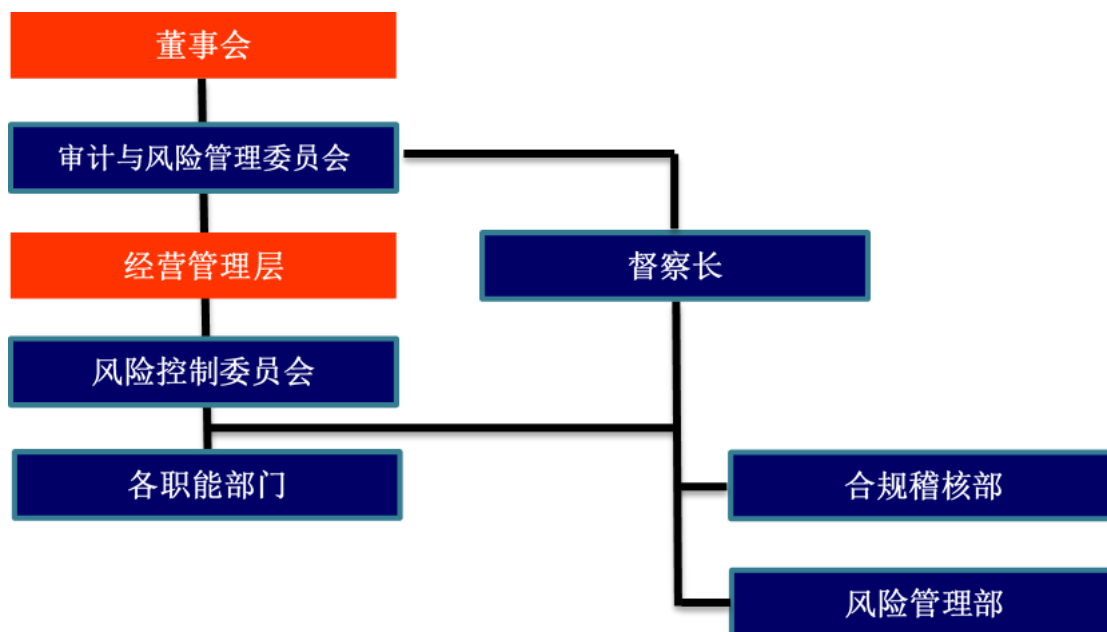 董事会
审计与风险管理委员会
经营管理层
督察长
风险控制委员会
各职能部门
合规稽核部
风险管理部